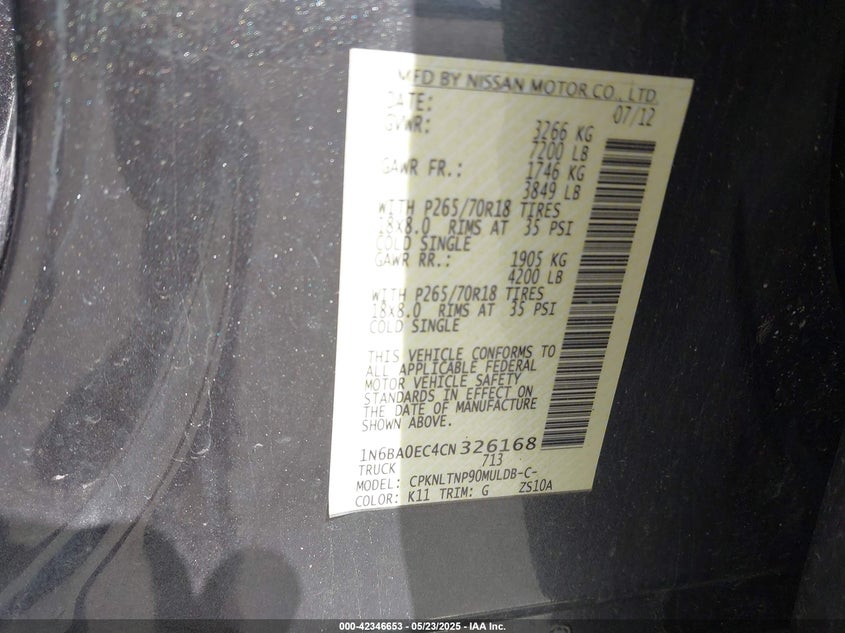 MFD BY NISSAN MOTOR CO., LTD.
DATE: 07/12
GVWR: 3266 KG
7200 LB
GAWR FR.: 1746 KG
3849 LB
WITH P265/70R18 TIRES
18x8.0 RIMS AT 35 PSI
COLD SINGLE
GAWR RR.: 1905 KG
4200 LB
WITH P265/70R18 TIRES
18x8.0 RIMS AT 35 PSI
COLD SINGLE
THIS VEHICLE CONFORMS TO
ALL APPLICABLE FEDERAL
MOTOR VEHICLE SAFETY
STANDARDS IN EFFECT ON
THE DATE OF MANUFACTURE
SHOWN ABOVE.
1N6BA0EC4CN326168
TRUCK 713
MODEL: CPKNLTNP90MULDB-C-
COLOR: K11 TRIM: G ZS10A
000-42346653 - 05/23/2025 - IAA Inc.